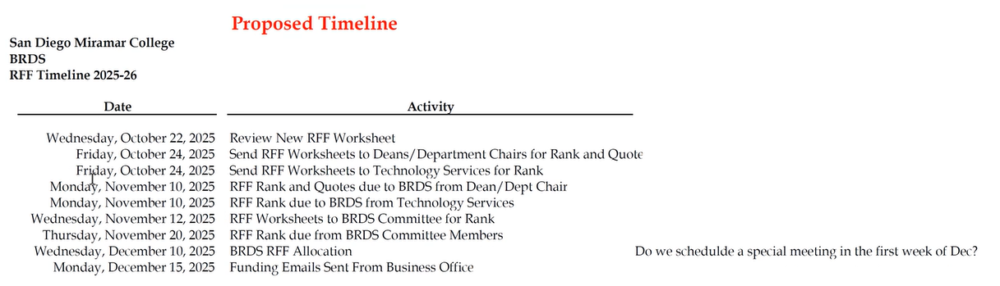 Proposed Timeline
San Diego Miramar College
BRDS
RFF Timeline 2025-26
Date Activity
Wednesday, October 22, 2025 Review New RFF Worksheet
Friday, October 24, 2025 Send RFF Worksheets to Deans/Department Chairs for Rank and Quote
Friday, October 24, 2025 Send RFF Worksheets to Technology Services for Rank
Monday, November 10, 2025 RFF Rank and Quotes due to BRDS from Dean/Dept Chair
Monday, November 10, 2025 RFF Rank due to BRDS from Technology Services
Wednesday, November 12, 2025 RFF Worksheets to BRDS Committee for Rank
Thursday, November 20, 2025 RFF Rank due from BRDS Committee Members
Wednesday, December 10, 2025 BRDS RFF Allocation Do we schedulde a special meeting in the first week of Dec?
Monday, December 15, 2025 Funding Emails Sent From Business Office